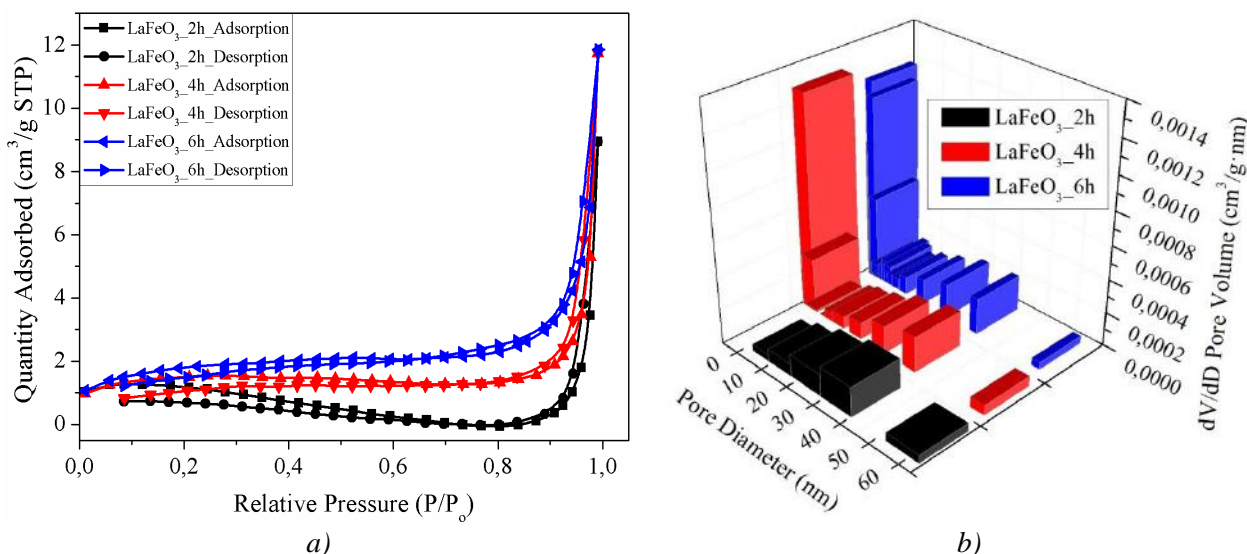 LaFeO₃_2h_Adsorption
LaFeO₃_2h_Desorption
LaFeO₃_4h_Adsorption
LaFeO₃_4h_Desorption
LaFeO₃_6h_Adsorption
LaFeO₃_6h_Desorption
Quantity Adsorbed (cm³/g STP)
12
10
8
6
4
2
0
0,0 0,2 0,4 0,6 0,8 1,0
Relative Pressure (P/Pₒ)
a)
LaFeO₃_2h
LaFeO₃_4h
LaFeO₃_6h
0,0014
0,0012
0,0010
0,0008
0,0006
0,0004
0,0002
0,0000
dV/dD Pore Volume (cm³/g·nm)
0
10
20
30
40
50
60
Pore Diameter (nm)
b)